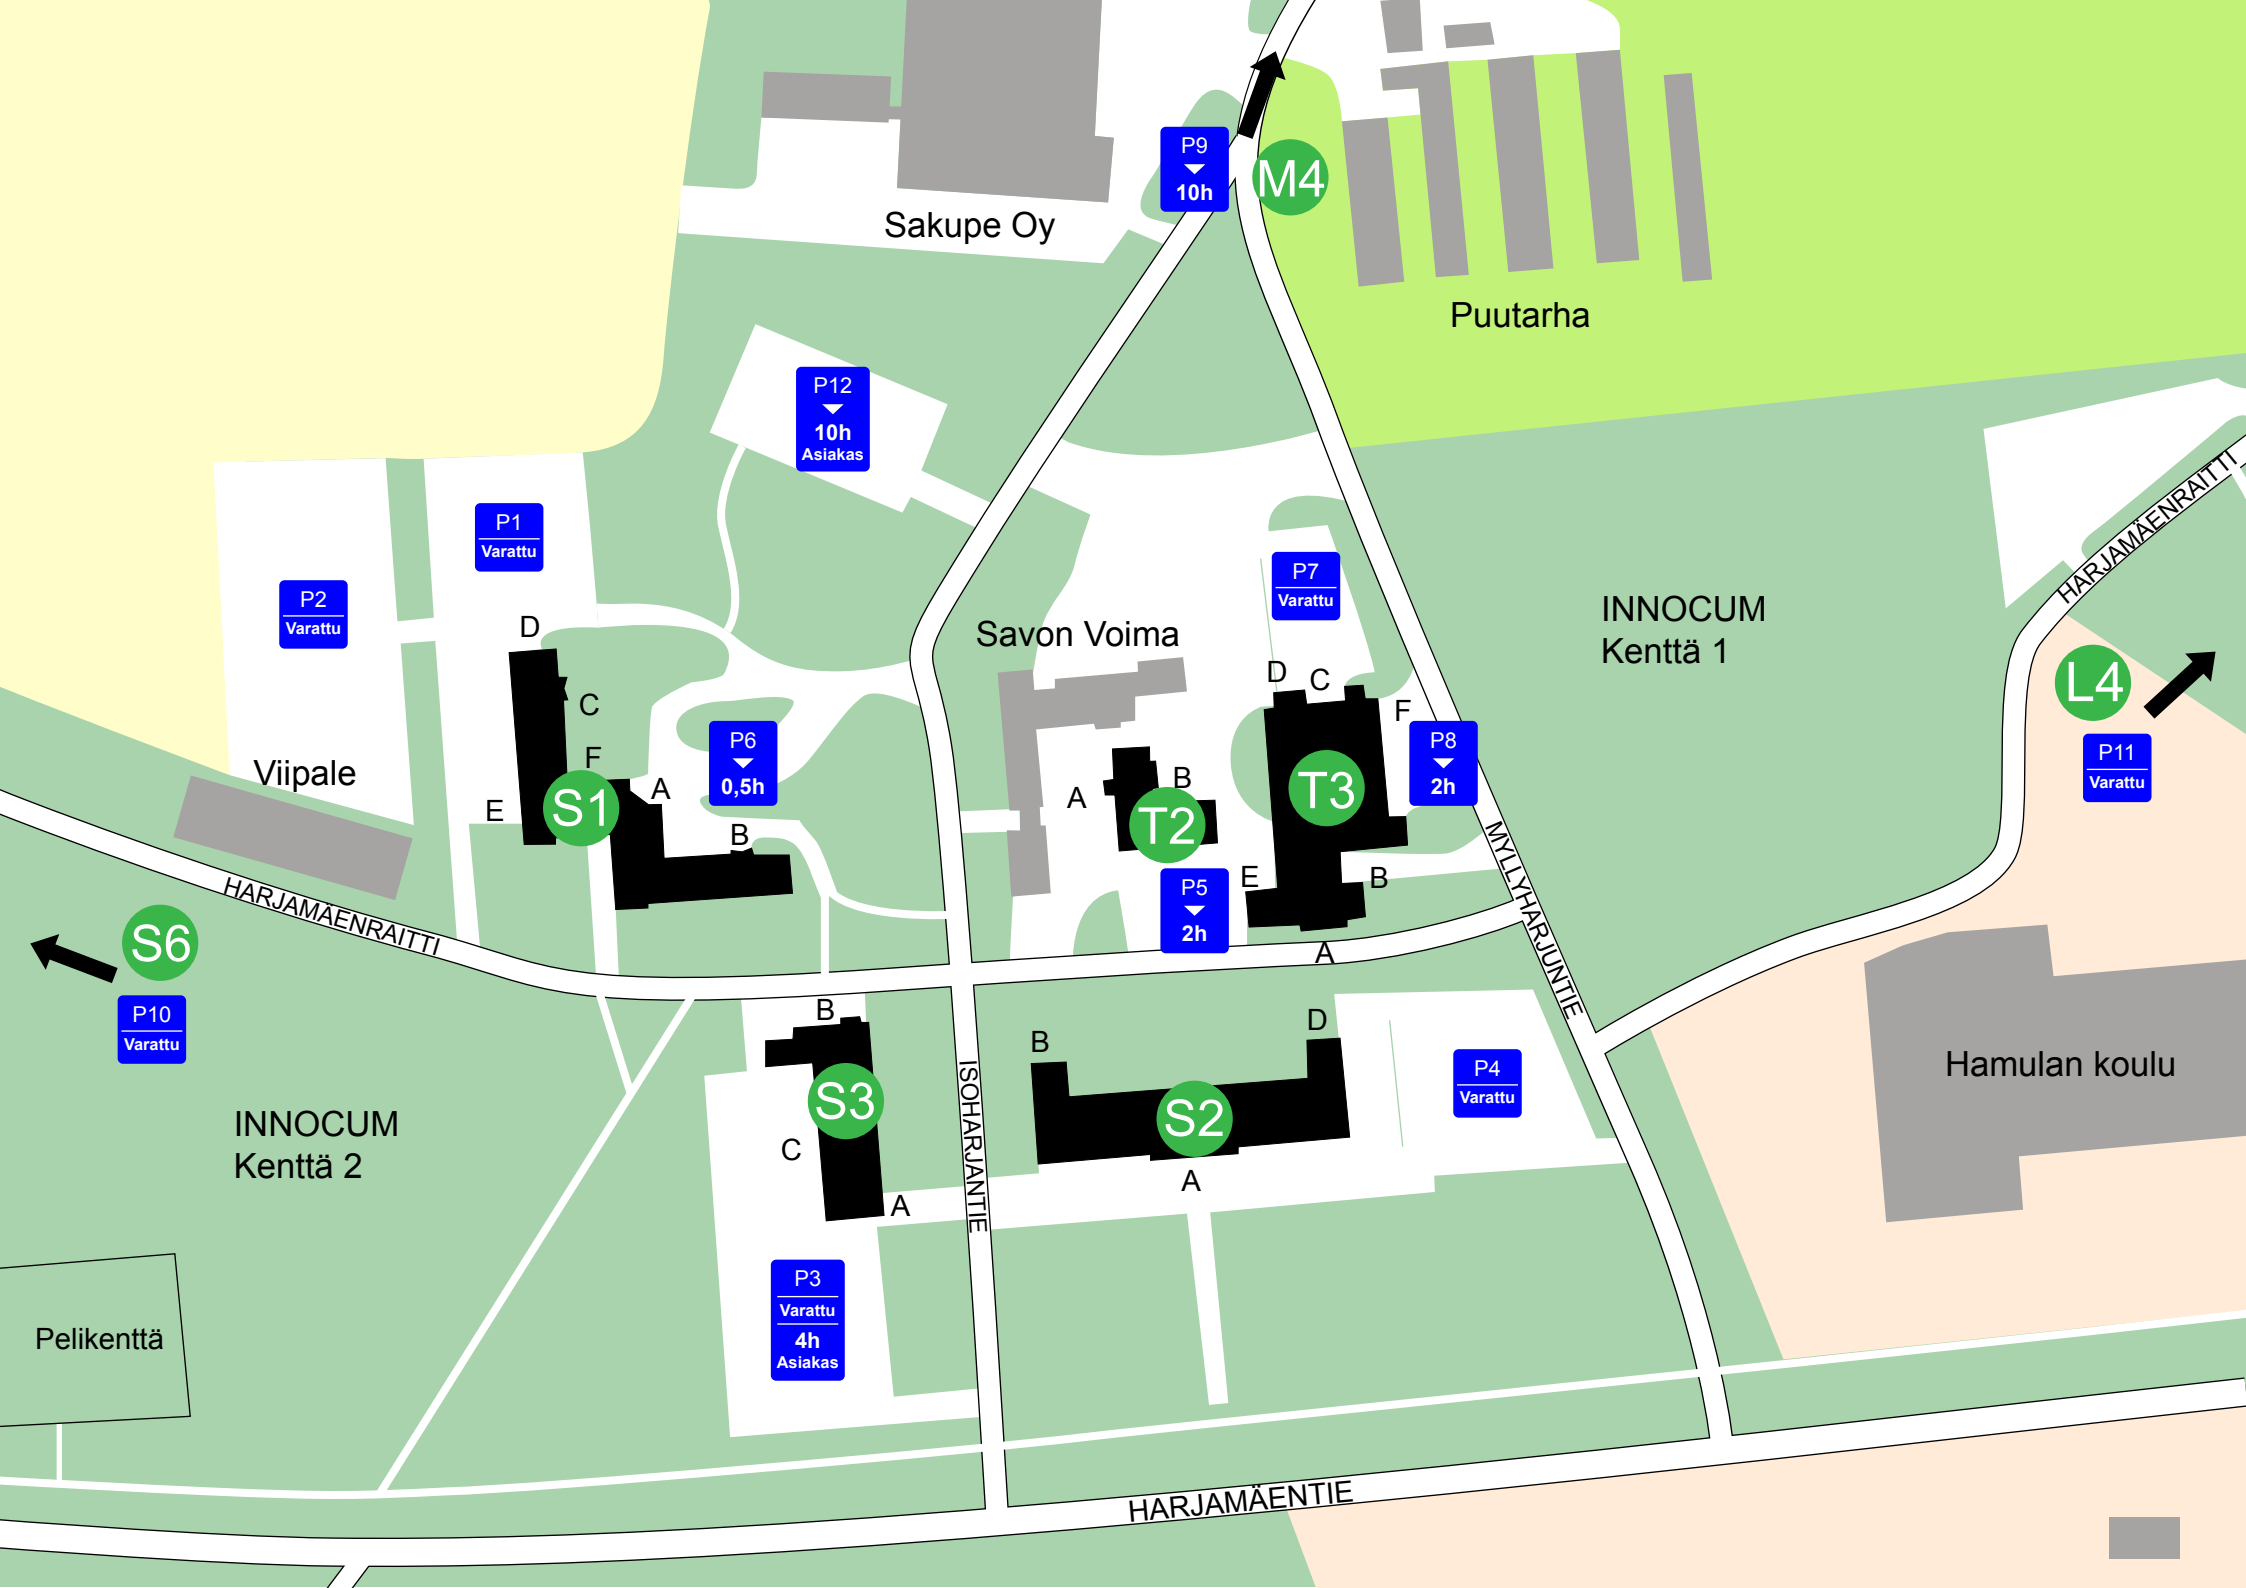 P9
10h
M4
Sakupe Oy
Puutarha
P12
10h
Asiakas
P1
Varattu
P2
Varattu
P7
Varattu
HARJAMÄENRAITTI
INNOCUM
Kenttä 1
Savon Voima
D
C
F
E
S1
A
B
P6
0,5h
Viipale
A
B
T2
D
C
F
T3
E
B
A
P8
2h
P5
2h
L4
P11
Varattu
MYLLYHARJUNTIE
HARJAMÄENRAITTI
S6
P10
Varattu
B
S3
C
A
ISOHARJANTIE
B
D
S2
A
P4
Varattu
Hamulan koulu
INNOCUM
Kenttä 2
P3
Varattu
4h
Asiakas
Pelikenttä
HARJAMÄENTIE